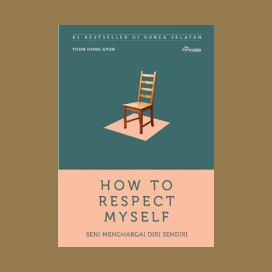 #1 BESTSELLER DI KOREA SELATAN
YOON HONG GYUN
HOW TO
RESPECT
MYSELF
SENI MENGHARGAI DIRI SENDIRI